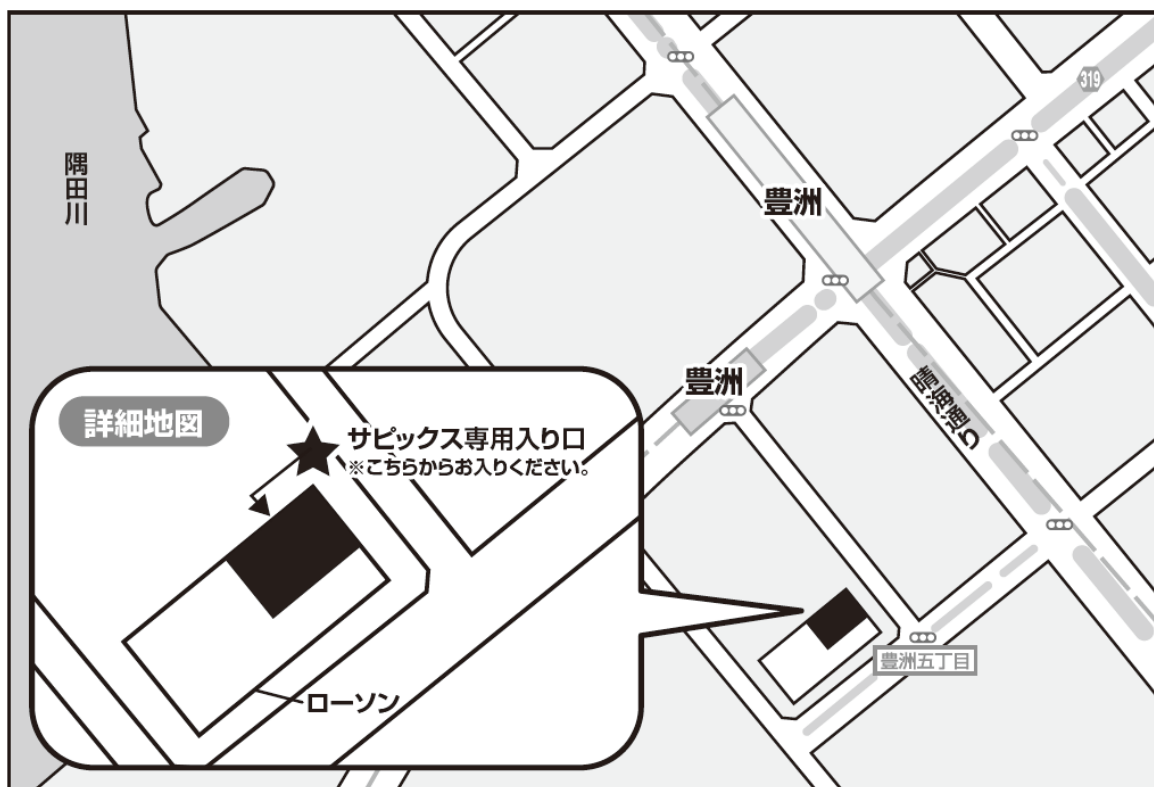 319
隅田川
豊洲
豊洲
晴海通り
詳細地図
サピックス専用入り口
※こちらからお入りください。
豊洲五丁目
ローソン